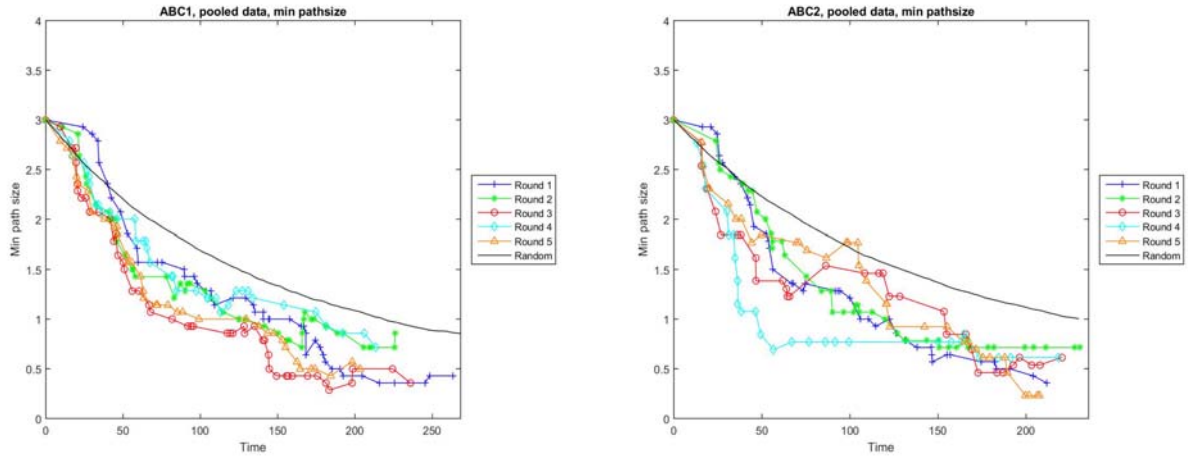 ABC1, pooled data, min pathsize
4
3.5
3
2.5
2
1.5
1
0.5
0
Min path size
0 50 100 150 200 250
Time
Round 1
Round 2
Round 3
Round 4
Round 5
Random
ABC2, pooled data, min pathsize
4
3.5
3
2.5
2
1.5
1
0.5
0
Min path size
0 50 100 150 200
Time
Round 1
Round 2
Round 3
Round 4
Round 5
Random